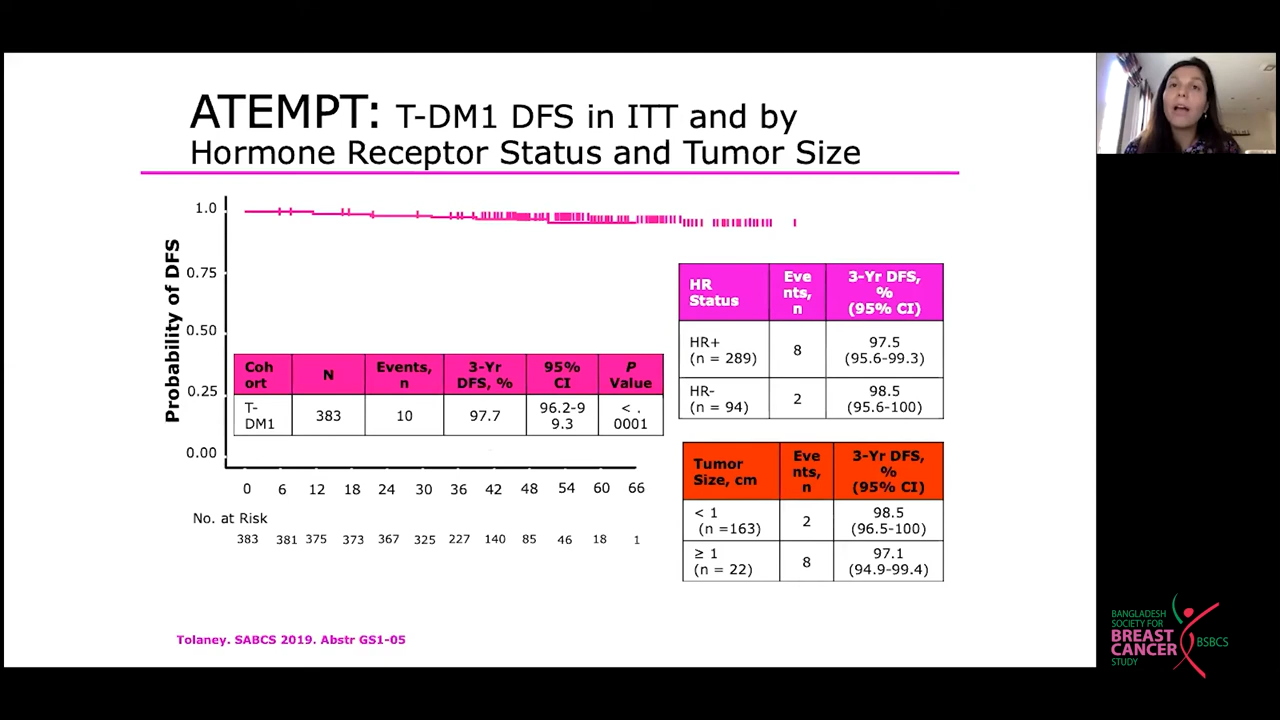 ATEMPT: T-DM1 DFS in ITT and by
Hormone Receptor Status and Tumor Size
Probability of DFS
1.0
0.75
0.50
0.25
0.00
Coh
ort
N
Events,
n
3-Yr
DFS, %
95%
CI
P
Value
T-
DM1
383
10
97.7
96.2-9
9.3
< .
0001
0 6 12 18 24 30 36 42 48 54 60 66
No. at Risk
383 381 375 373 367 325 227 140 85 46 18 1
HR
Status
Eve
nts,
n
3-Yr DFS,
%
(95% CI)
HR+
(n = 289)
8
97.5
(95.6-99.3)
HR-
(n = 94)
2
98.5
(95.6-100)
Tumor
Size, cm
Eve
nts,
n
3-Yr DFS,
%
(95% CI)
< 1
(n =163)
2
98.5
(96.5-100)
≥ 1
(n = 22)
8
97.1
(94.9-99.4)
Tolaney. SABCS 2019. Abstr GS1-05
BANGLADESH
SOCIETY FOR
BREAST
CANCER
STUDY
BSBCS